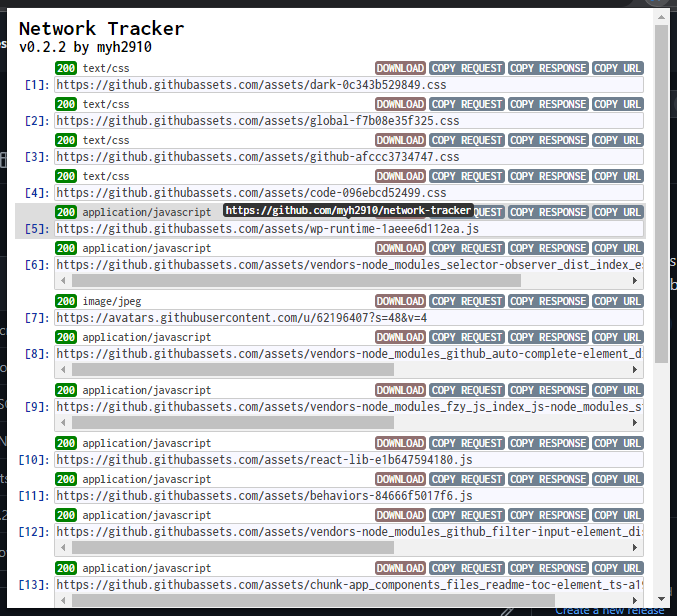 Network Tracker
v0.2.2 by myh2910
200 text/css DOWNLOAD COPY REQUEST COPY RESPONSE COPY URL
[1]: https://github.githubassets.com/assets/dark-0c343b529849.css
200 text/css DOWNLOAD COPY REQUEST COPY RESPONSE COPY URL
[2]: https://github.githubassets.com/assets/global-f7b08e35f325.css
200 text/css DOWNLOAD COPY REQUEST COPY RESPONSE COPY URL
[3]: https://github.githubassets.com/assets/github-afccc3734747.css
200 text/css DOWNLOAD COPY REQUEST COPY RESPONSE COPY URL
[4]: https://github.githubassets.com/assets/code-096ebcd52499.css
200 application/javascript https://github.com/myh2910/network-tracker UEST COPY RESPONSE COPY URL
[5]: https://github.githubassets.com/assets/wp-runtime-1aeee6d112ea.js
200 application/javascript DOWNLOAD COPY REQUEST COPY RESPONSE COPY URL
[6]: https://github.githubassets.com/assets/vendors-node_modules_selector-observer_dist_index_e
200 image/jpeg DOWNLOAD COPY REQUEST COPY RESPONSE COPY URL
[7]: https://avatars.githubusercontent.com/u/62196407?s=48&v=4
200 application/javascript DOWNLOAD COPY REQUEST COPY RESPONSE COPY URL
[8]: https://github.githubassets.com/assets/vendors-node_modules_github_auto-complete-element_d
200 application/javascript DOWNLOAD COPY REQUEST COPY RESPONSE COPY URL
[9]: https://github.githubassets.com/assets/vendors-node_modules_fzy_js_index_js-node_modules_s
200 application/javascript DOWNLOAD COPY REQUEST COPY RESPONSE COPY URL
[10]: https://github.githubassets.com/assets/react-lib-e1b647594180.js
200 application/javascript DOWNLOAD COPY REQUEST COPY RESPONSE COPY URL
[11]: https://github.githubassets.com/assets/behaviors-84666f5017f6.js
200 application/javascript DOWNLOAD COPY REQUEST COPY RESPONSE COPY URL
[12]: https://github.githubassets.com/assets/vendors-node_modules_github_filter-input-element_di
200 application/javascript DOWNLOAD COPY REQUEST COPY RESPONSE COPY URL
[13]: https://github.githubassets.com/assets/chunk-app_components_files_readme-toc-element_ts-a1
Create a new release